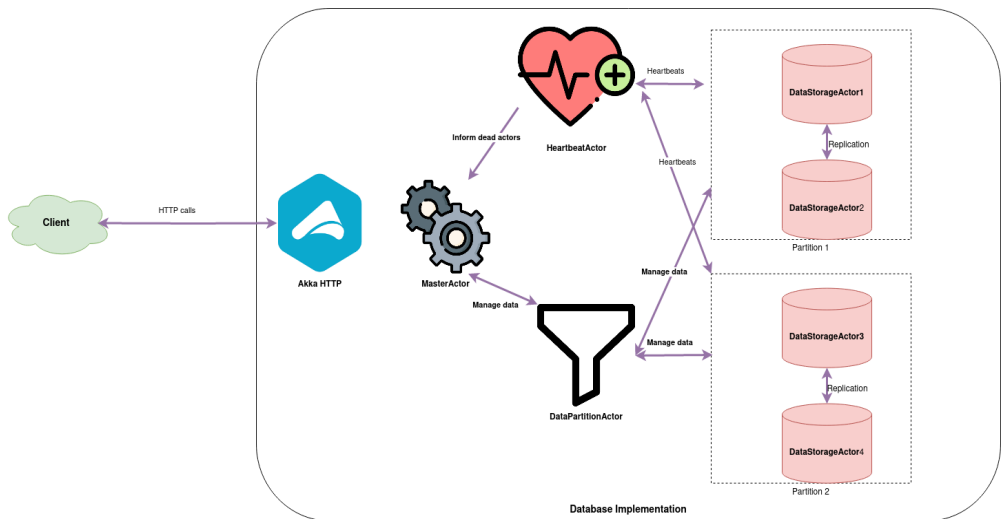 Heartbeats
DataStorageActor1
Inform dead actors
HeartbeatActor
Replication
Heartbeats
DataStorageActor2
Client
HTTP calls
Partition 1
Akka HTTP
MasterActor
Manage data
Manage data
Manage data
DataStorageActor3
Replication
DataPartitionActor
DataStorageActor4
Partition 2
Database Implementation